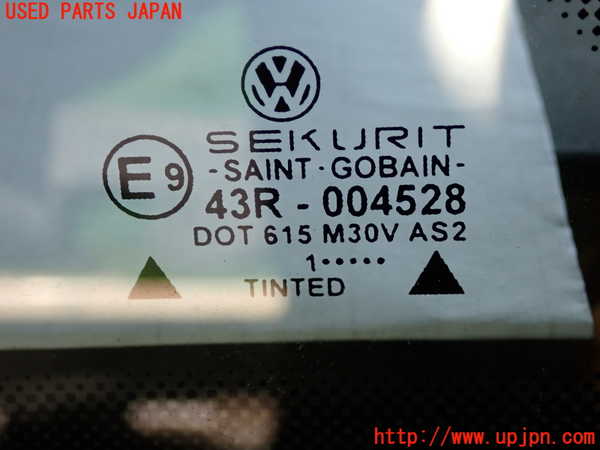 USED PARTS JAPAN
VW
SEKURIT
E9
-SAINT·GOBAIN-
43R - 004528
DOT 615 M30V AS2
1•••••
TINTED
http://www.upjpn.com